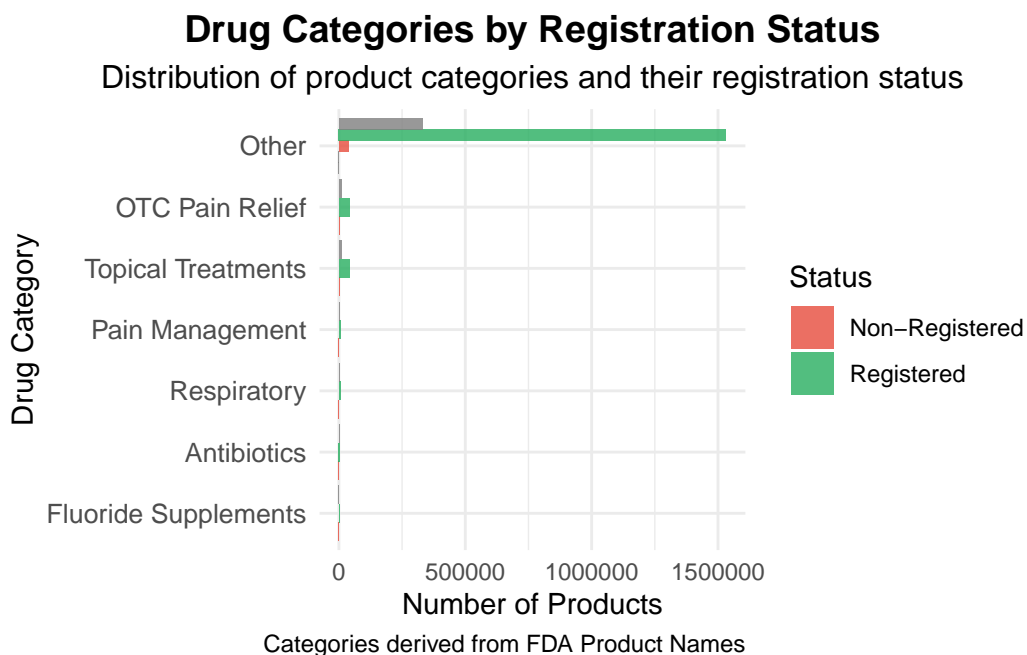 Drug Categories by Registration Status
Distribution of product categories and their registration status
Drug Category
Other
OTC Pain Relief
Topical Treatments
Pain Management
Respiratory
Antibiotics
Fluoride Supplements
0 500000 1000000 1500000
Number of Products
Status
Non−Registered
Registered
Categories derived from FDA Product Names